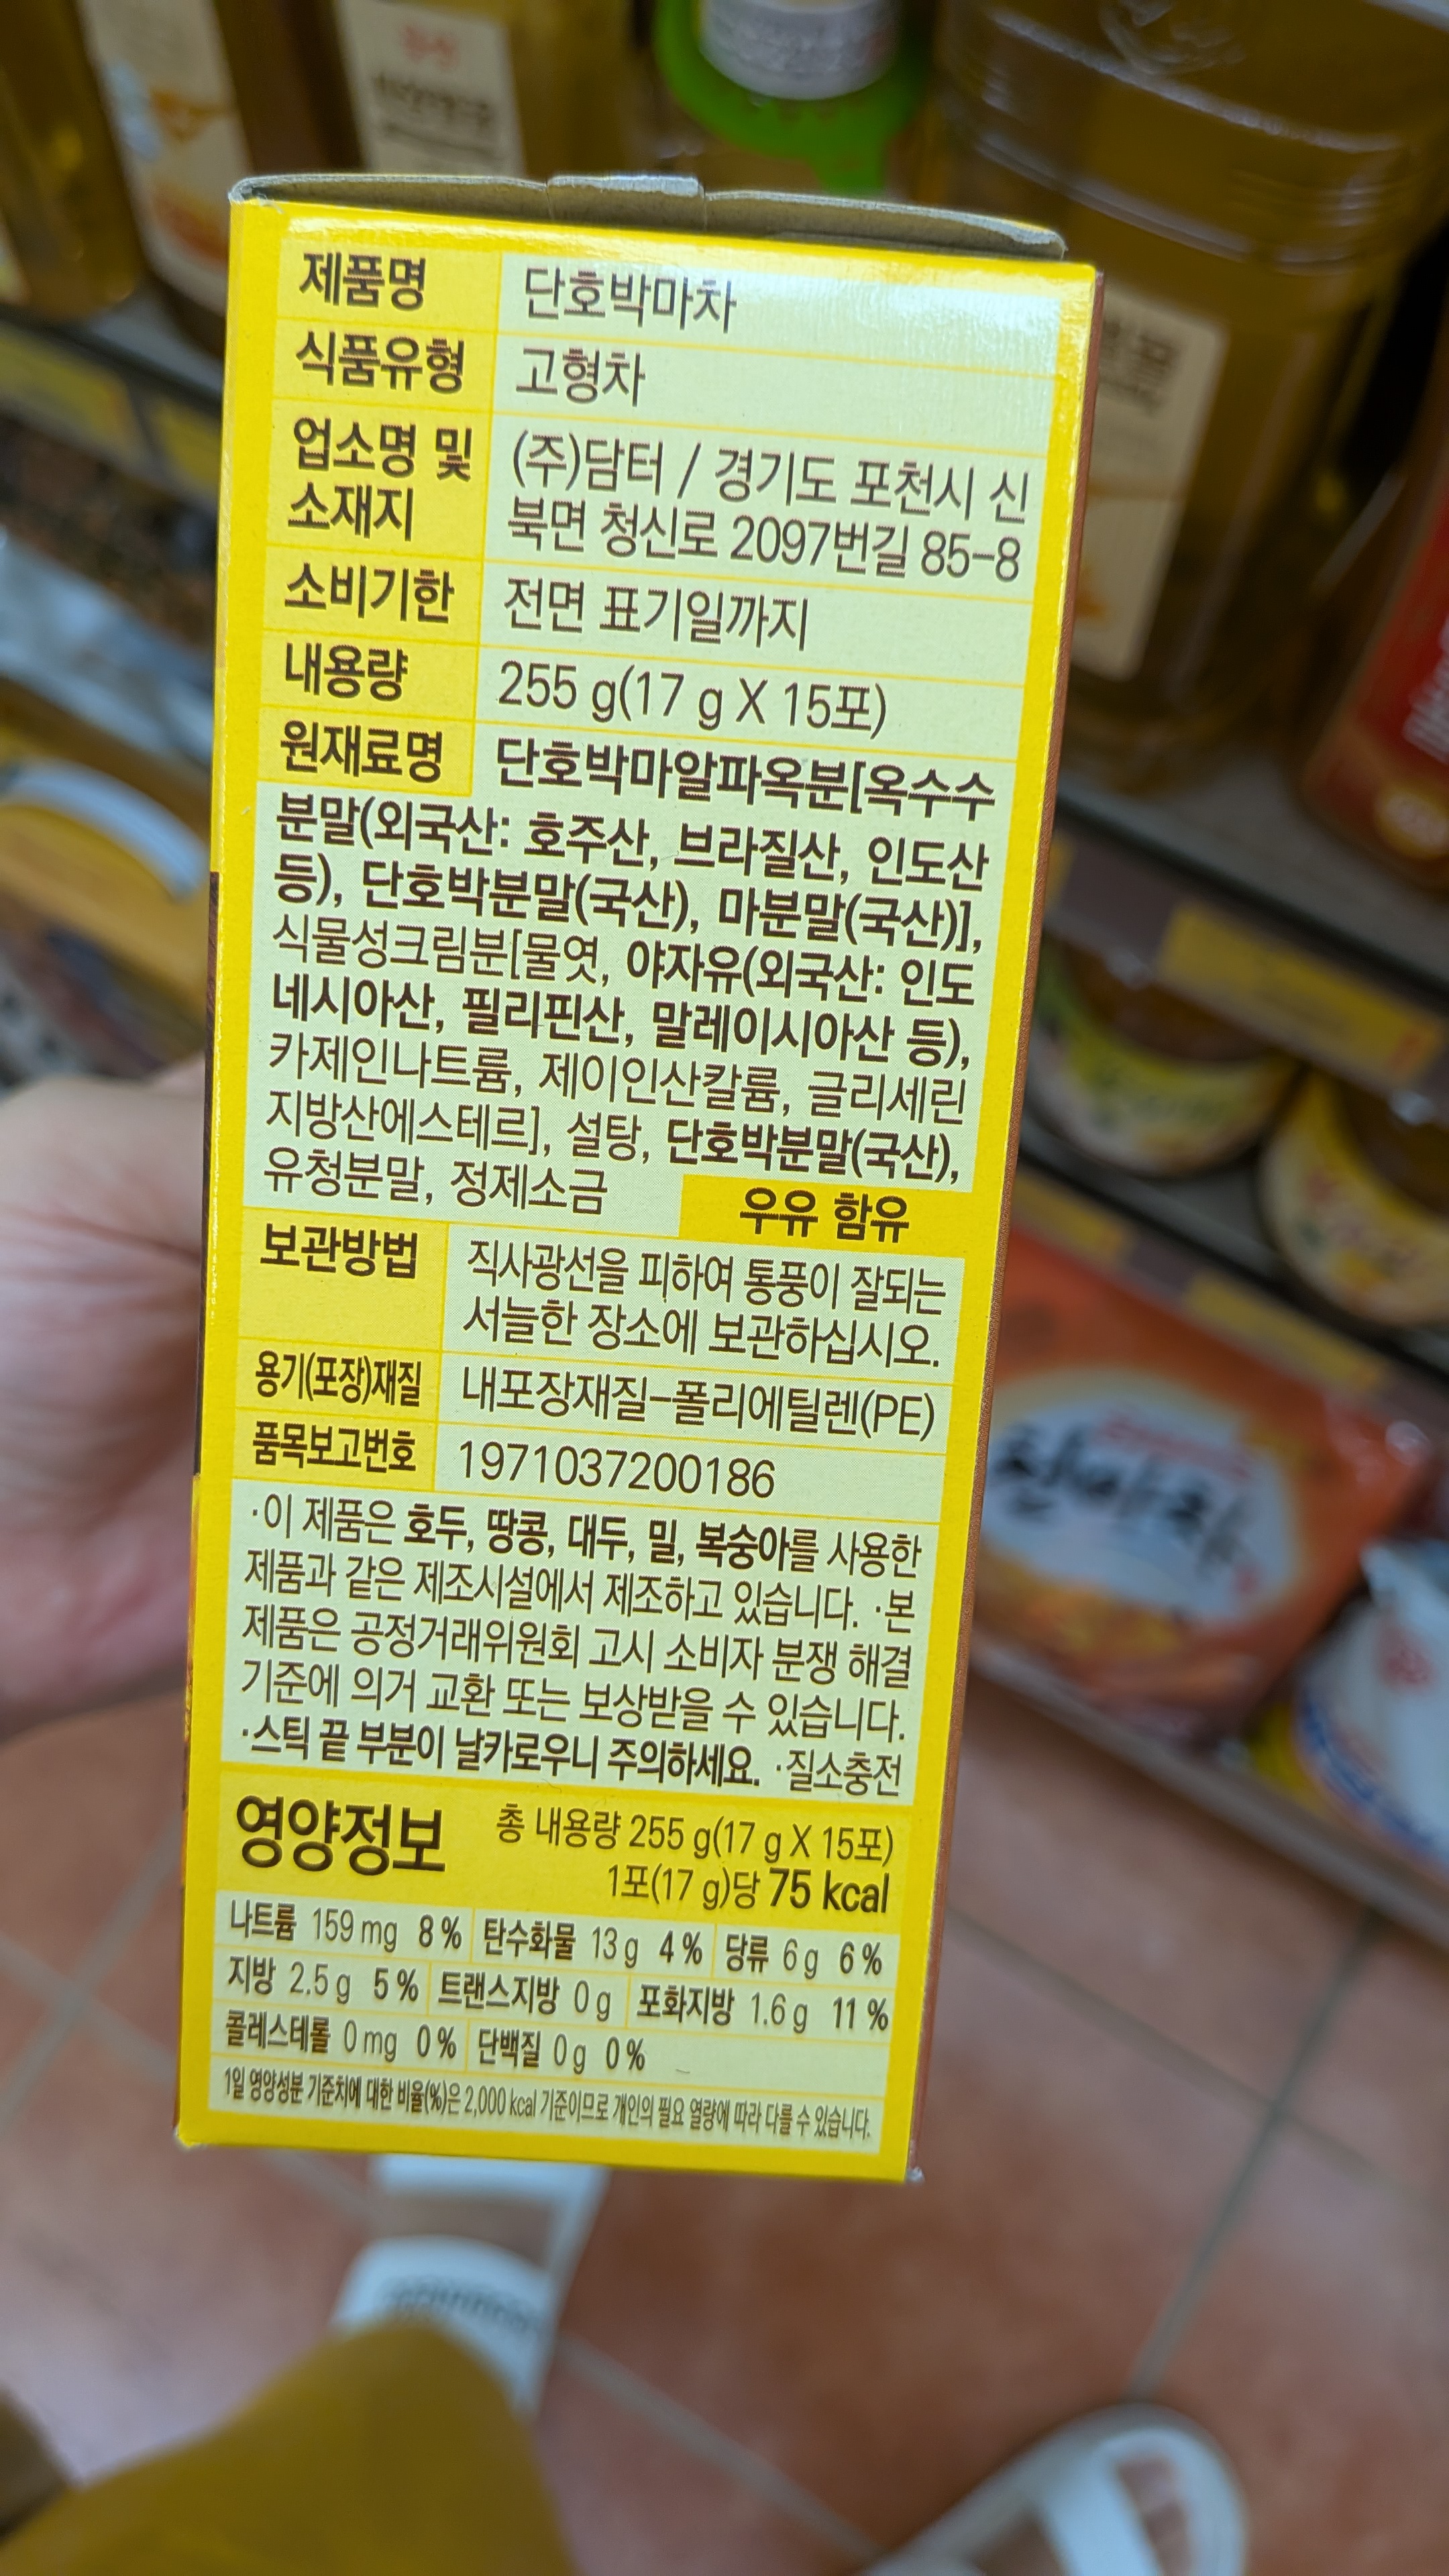 제품명 단호박마차
식품유형 고형차
업소명 및 소재지 (주)담터 / 경기도 포천시 신
북면 청신로 2097번길 85-8
소비기한 전면 표기일까지
내용량 255 g(17 g X 15포)
원재료명 단호박마알파옥분[옥수수
분말(외국산: 호주산, 브라질산, 인도산
등), 단호박분말(국산), 마분말(국산)],
식물성크림분[물엿, 야자유(외국산: 인도
네시아산, 필리핀산, 말레이시아산 등),
카제인나트륨, 제이인산칼륨, 글리세린
지방산에스테르], 설탕, 단호박분말(국산),
유청분말, 정제소금 우유 함유
보관방법 직사광선을 피하여 통풍이 잘되는
서늘한 장소에 보관하십시오.
용기(포장)재질 내포장재질-폴리에틸렌(PE)
품목보고번호 1971037200186
·이 제품은 호두, 땅콩, 대두, 밀, 복숭아를 사용한
제품과 같은 제조시설에서 제조하고 있습니다. ·본
제품은 공정거래위원회 고시 소비자 분쟁 해결
기준에 의거 교환 또는 보상받을 수 있습니다.
·스틱 끝 부분이 날카로우니 주의하세요. ·질소충전
영양정보 총 내용량 255 g(17 g X 15포)
1포(17 g)당 75 kcal
나트륨 159 mg 8 % 탄수화물 13 g 4 % 당류 6 g 6 %
지방 2.5 g 5 % 트랜스지방 0 g 포화지방 1.6 g 11 %
콜레스테롤 0 mg 0 % 단백질 0 g 0 %
1일 영양성분 기준치에 대한 비율(%)은 2,000 kcal 기준이므로 개인의 필요 열량에 따라 다를 수 있습니다.